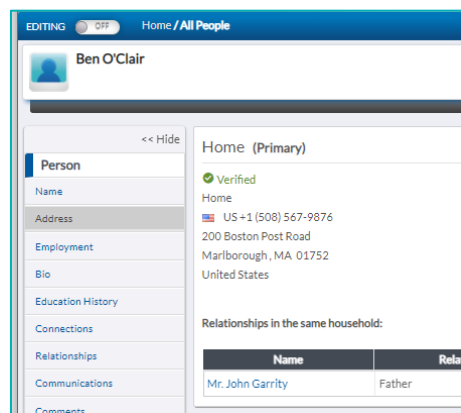 EDITING OFF Home / All People
Ben O'Clair
<< Hide
Person
Name
Address
Employment
Bio
Education History
Connections
Relationships
Communications
Comments
Home (Primary)
Verified
Home
US +1 (508) 567-9876
200 Boston Post Road
Marlborough , MA 01752
United States
Relationships in the same household:
Name Rela
Mr. John Garrity Father